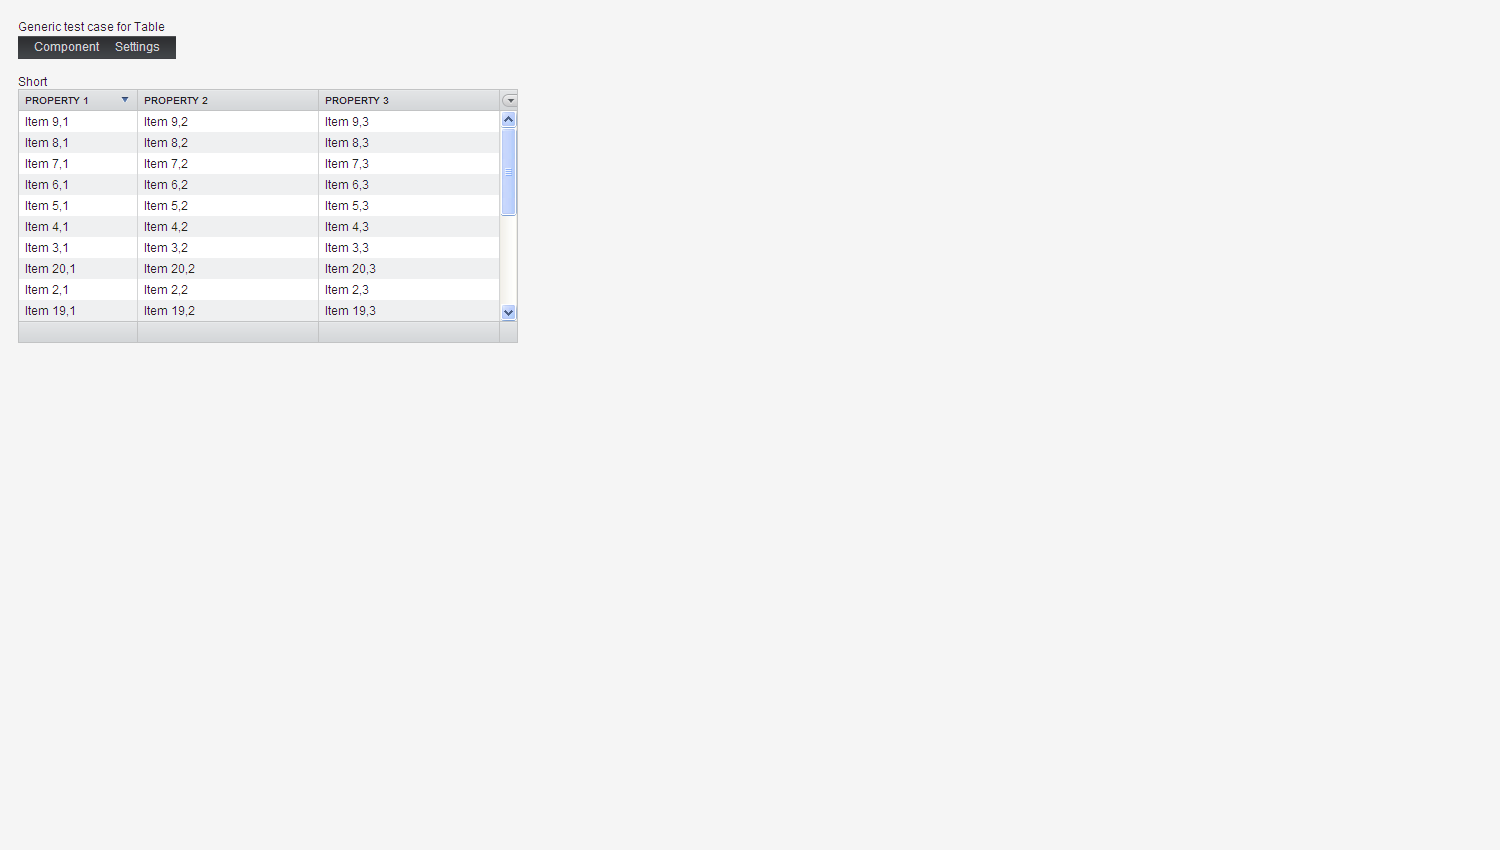 Generic test case for Table
Component Settings
Short
PROPERTY 1 PROPERTY 2 PROPERTY 3
Item 9,1 Item 9,2 Item 9,3
Item 8,1 Item 8,2 Item 8,3
Item 7,1 Item 7,2 Item 7,3
Item 6,1 Item 6,2 Item 6,3
Item 5,1 Item 5,2 Item 5,3
Item 4,1 Item 4,2 Item 4,3
Item 3,1 Item 3,2 Item 3,3
Item 20,1 Item 20,2 Item 20,3
Item 2,1 Item 2,2 Item 2,3
Item 19,1 Item 19,2 Item 19,3